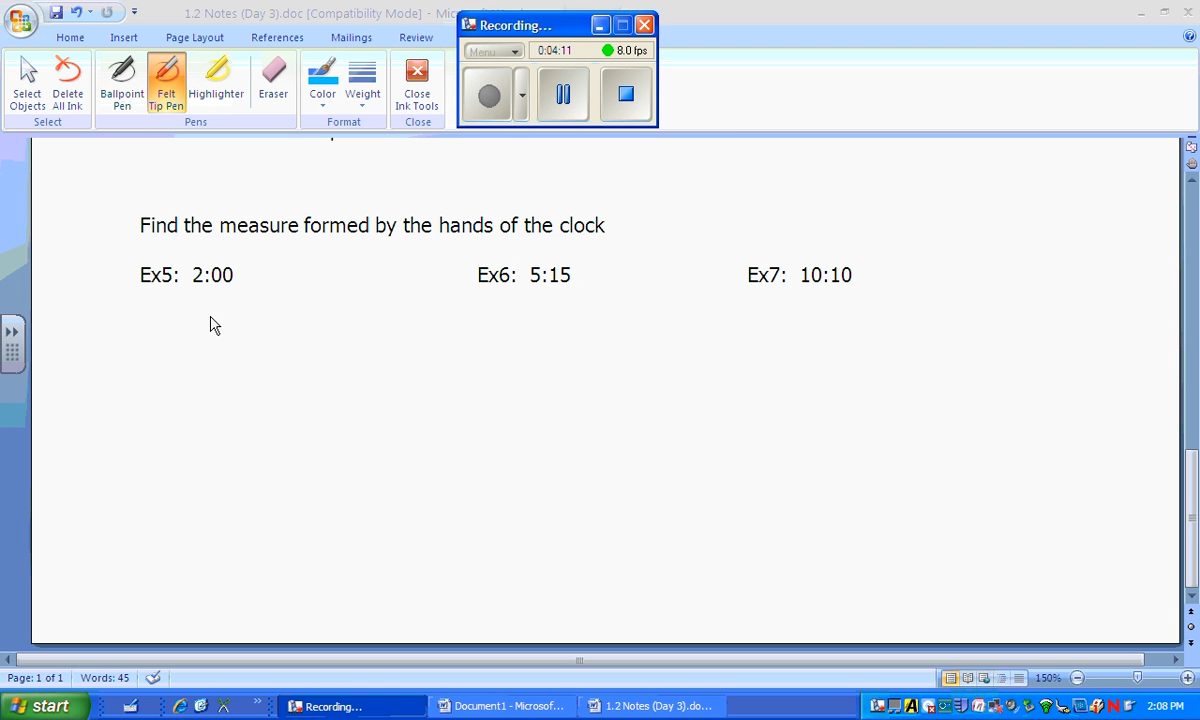 1.2 Notes (Day 3).doc [Compatibility Mode] - Mic
Recording...
Home Insert Page Layout References Mailings Review
Menu 0:04:11 8.0 fps
Select Objects
Delete All Ink
Ballpoint Pen
Felt Tip Pen
Highlighter
Eraser
Color
Weight
Close Ink Tools
Select Pens Format Close
Find the measure formed by the hands of the clock
Ex5: 2:00 Ex6: 5:15 Ex7: 10:10
Page: 1 of 1 Words: 45 150%
start Recording... Document1 - Microsof... 1.2 Notes (Day 3).do... 2:08 PM